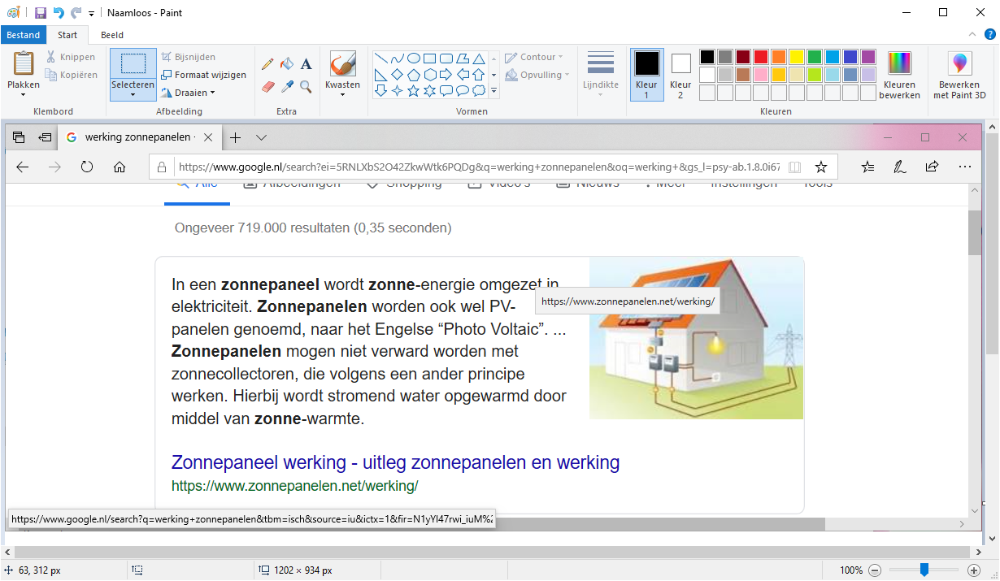 Naamloos - Paint
Bestand Start Beeld
Plakken
Knippen
Kopiëren
Klembord
Selecteren
Bijsnijden
Formaat wijzigen
Draaien
Afbeelding
A
Extra
Kwasten
Contour
Opvulling
Vormen
Lijndikte
Kleur 1
Kleur 2
Kleuren bewerken
Kleuren
Bewerken met Paint 3D
werking zonnepanelen -
https://www.google.nl/search?ei=5RNLXbS2O42ZkwWtk6PQDg&q=werking+zonnepanelen&oq=werking+&gs_l=psy-ab.1.8.0i67
Alle Afbeeldingen Shopping Video's Nieuws Meer Instellingen Tools
Ongeveer 719.000 resultaten (0,35 seconden)
In een zonnepaneel wordt zonne-energie omgezet in
https://www.zonnepanelen.net/werking/
elektriciteit. Zonnepanelen worden ook wel PV-
panelen genoemd, naar het Engelse “Photo Voltaic”. ...
Zonnepanelen mogen niet verward worden met
zonnecollectoren, die volgens een ander principe
werken. Hierbij wordt stromend water opgewarmd door
middel van zonne-warmte.
Zonnepaneel werking - uitleg zonnepanelen en werking
https://www.zonnepanelen.net/werking/
https://www.google.nl/search?q=werking+zonnepanelen&tbm=isch&source=iu&ictx=1&fir=N1yYl47rwi_iuM%2
63, 312 px
1202 × 934 px
100%